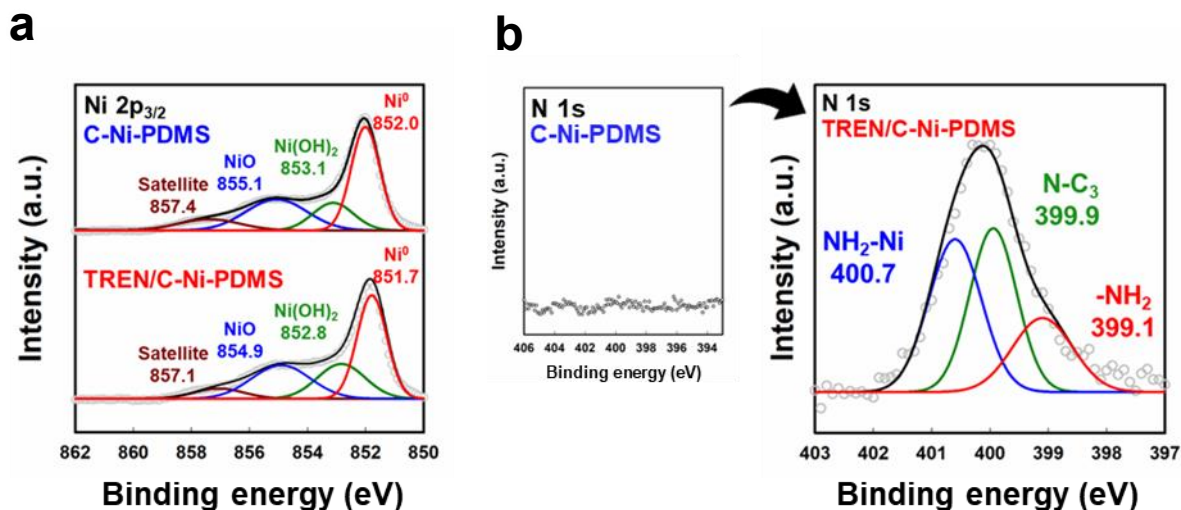 a
Ni 2p3/2
C-Ni-PDMS
Ni⁰
852.0
Ni(OH)2
853.1
NiO
855.1
Satellite
857.4
TREN/C-Ni-PDMS
Ni⁰
851.7
Ni(OH)2
852.8
NiO
854.9
Satellite
857.1
862 860 858 856 854 852 850
Binding energy (eV)
Intensity (a.u.)
b
N 1s
C-Ni-PDMS
406 404 402 400 398 396 394
Binding energy (eV)
Intensity (a.u.)
N 1s
TREN/C-Ni-PDMS
N-C3
399.9
NH2-Ni
400.7
-NH2
399.1
403 402 401 400 399 398 397
Binding energy (eV)
Intensity (a.u.)